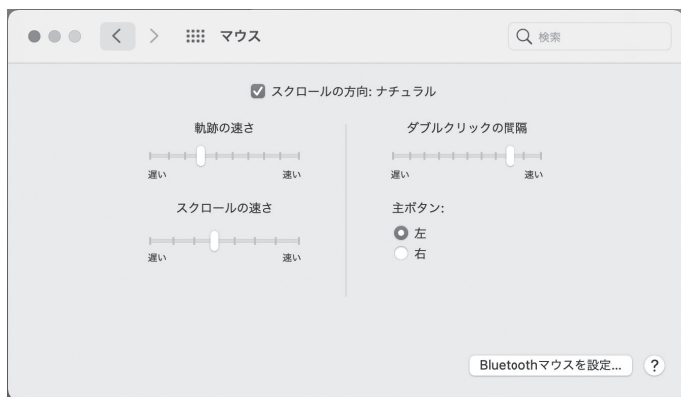 マウス
検索
スクロールの方向: ナチュラル
軌跡の速さ
遅い 速い
スクロールの速さ
遅い 速い
ダブルクリックの間隔
遅い 速い
主ボタン:
左
右
Bluetoothマウスを設定...
?